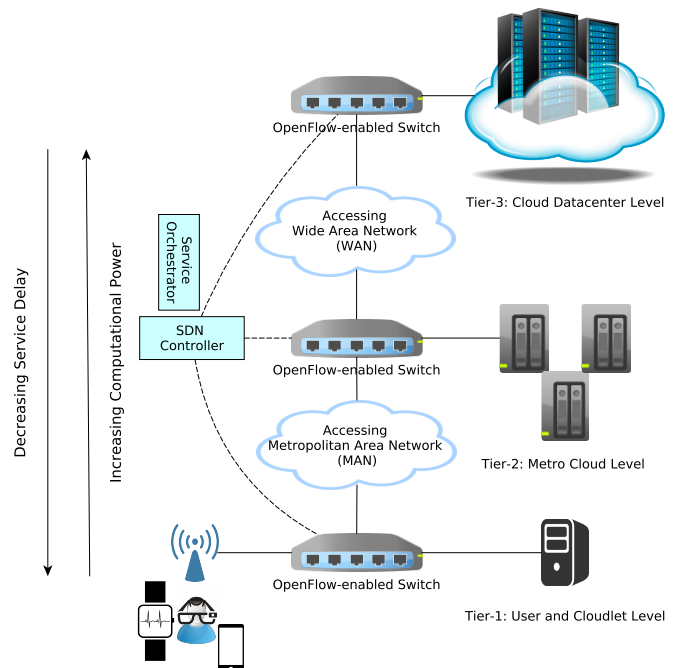 OpenFlow-enabled Switch
Tier-3: Cloud Datacenter Level
Accessing
Wide Area Network
(WAN)
Service
Orchestrator
SDN
Controller
OpenFlow-enabled Switch
Decreasing Service Delay
Increasing Computational Power
Accessing
Metropolitan Area Network
(MAN)
Tier-2: Metro Cloud Level
OpenFlow-enabled Switch
Tier-1: User and Cloudlet Level